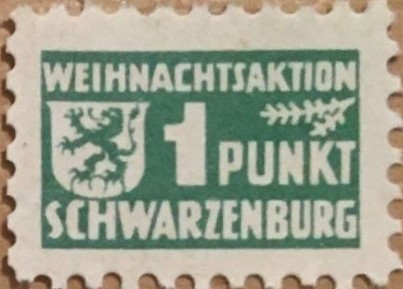 WEIHNACHTSAKTION
1
PUNKT
SCHWARZENBURG